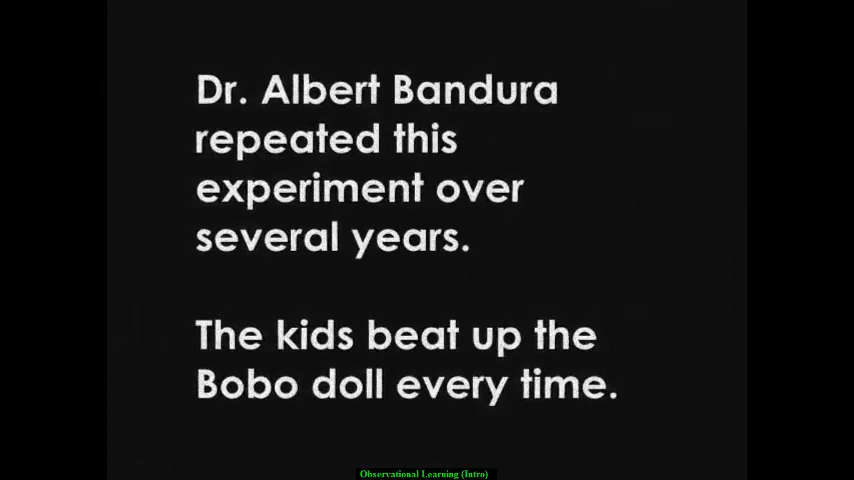 Dr. Albert Bandura
repeated this
experiment over
several years.
The kids beat up the
Bobo doll every time.
Observational Learning (Intro)